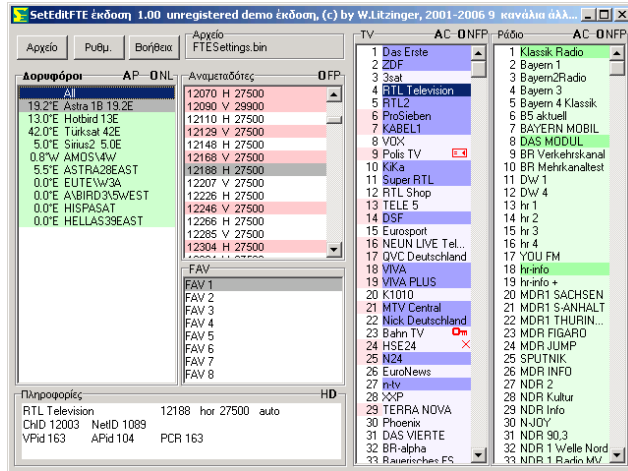 SetEditFTE έκδοση 1.00 unregistered demo έκδοση, (c) by W.Litzinger, 2001-2006 9 κανάλια άλλ...
Αρχείο
Ρυθμ.
Βοήθεια
Αρχείο
FTESettings.bin
Δορυφόροι AP ONL
All
19.2°E Astra 1B 19.2E
13.0°E Hotbird 13E
42.0°E Türksat 42E
5.0°E Sirius2 5.0E
0.8°W AMOS\4W
5.5°E ASTRA28EAST
0.0°E EUTE\W3A
0.0°E A\BIRD3\5WEST
0.0°E HISPASAT
0.0°E HELLAS39EAST
Αναμεταδότες OFP
12070 H 27500
12090 V 29900
12110 H 27500
12129 V 27500
12148 H 27500
12168 V 27500
12188 H 27500
12207 V 27500
12226 H 27500
12246 V 27500
12266 H 27500
12285 V 27500
12304 H 27500
FAV
FAV 1
FAV 2
FAV 3
FAV 4
FAV 5
FAV 6
FAV 7
FAV 8
Πληροφορίες HD
RTL Television 12188 hor 27500 auto
ChID 12003 NetID 1089
VPid 163 APid 104 PCR 163
TV AC ONFP
1 Das Erste
2 ZDF
3 3sat
4 RTL Television
5 RTL2
6 ProSieben
7 KABEL1
8 VOX
9 Polis TV
10 KiKa
11 Super RTL
12 RTL Shop
13 TELE 5
14 DSF
15 Eurosport
16 NEUN LIVE Tel...
17 QVC Deutschland
18 VIVA
19 VIVA PLUS
20 K1010
21 MTV Central
22 Nick Deutschland
23 Bahn TV
24 HSE24
25 N24
26 EuroNews
27 n-tv
28 XXP
29 TERRA NOVA
30 Phoenix
31 DAS VIERTE
32 BR-alpha
33 Bayerisches FS
Ράδιο AC ONFP
1 Klassik Radio
2 Bayern 1
3 Bayern2Radio
4 Bayern 3
5 Bayern 4 Klassik
6 B5 aktuell
7 BAYERN MOBIL
8 DAS MODUL
9 BR Verkehrskanal
10 BR Mehrkanaltest
11 DW 1
12 DW 4
13 hr 1
14 hr 2
15 hr 3
16 hr 4
17 YOU FM
18 hr-info
19 hr-info +
20 MDR1 SACHSEN
21 MDR1 S-ANHALT
22 MDR1 THURIN...
23 MDR FIGARO
24 MDR JUMP
25 SPUTNIK
26 MDR INFO
27 NDR 2
28 NDR Kultur
29 NDR Info
30 N-JOY
31 NDR 90,3
32 NDR 1 Welle Nord
33 NDR 1 Radio MV